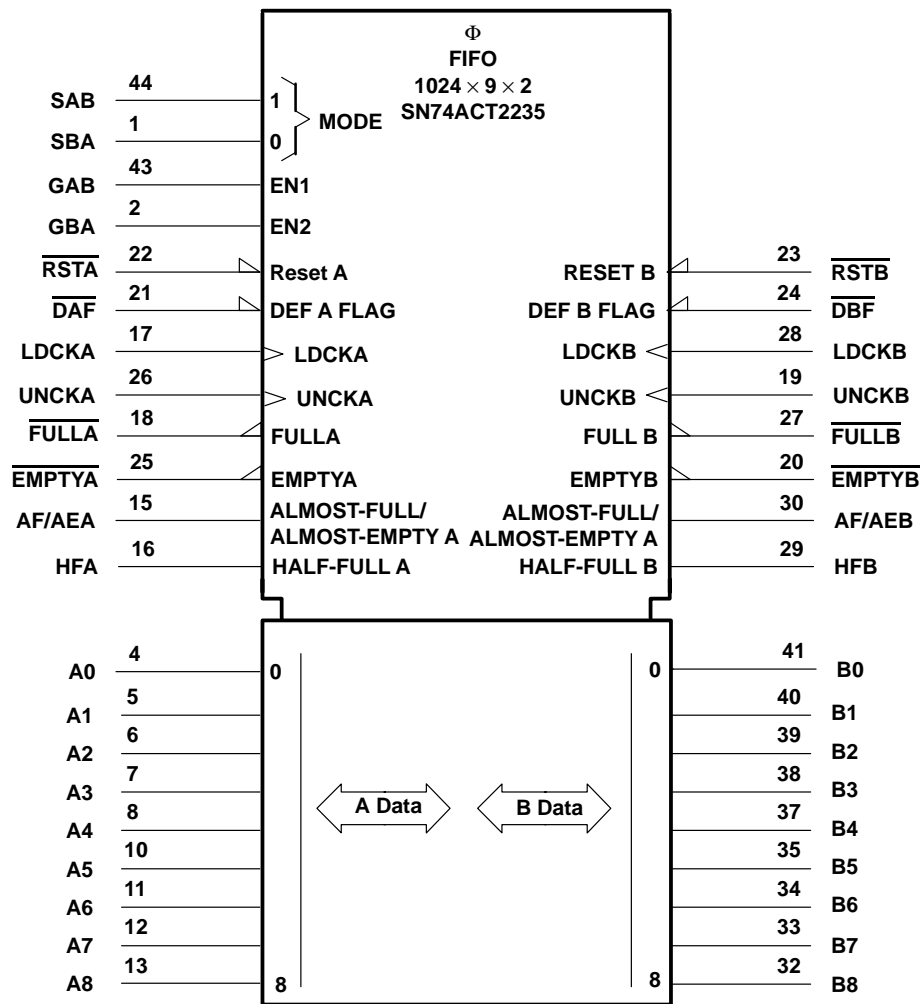 Φ
FIFO
1024 × 9 × 2
SN74ACT2235
SAB 44 1
SBA 1 0
MODE
GAB 43 EN1
GBA 2 EN2
RSTA 22 Reset A RESET B 23 RSTB
DAF 21 DEF A FLAG DEF B FLAG 24 DBF
LDCKA 17 LDCKA LDCKB 28 LDCKB
UNCKA 26 UNCKA UNCKB 19 UNCKB
FULLA 18 FULLA FULL B 27 FULLB
EMPTYA 25 EMPTYA EMPTYB 20 EMPTYB
AF/AEA 15 ALMOST-FULL/ ALMOST-FULL/ 30 AF/AEB
ALMOST-EMPTY A ALMOST-EMPTY A
HFA 16 HALF-FULL A HALF-FULL B 29 HFB
A0 4 0 0 41 B0
A1 5 40 B1
A2 6 39 B2
A3 7 38 B3
A Data B Data
A4 8 37 B4
A5 10 35 B5
A6 11 34 B6
A7 12 33 B7
A8 13 8 8 32 B8